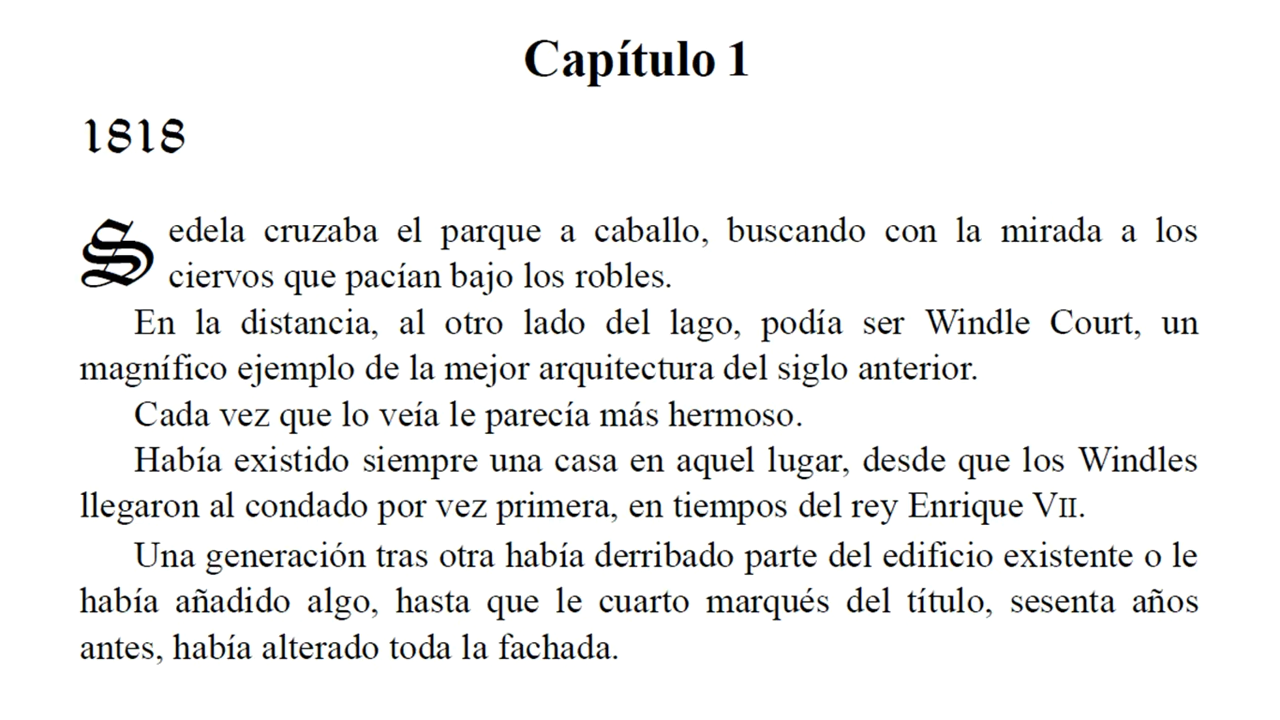 Capítulo 1
1818
Sedela cruzaba el parque a caballo, buscando con la mirada a los
ciervos que pacían bajo los robles.
En la distancia, al otro lado del lago, podía ser Windle Court, un
magnífico ejemplo de la mejor arquitectura del siglo anterior.
Cada vez que lo veía le parecía más hermoso.
Había existido siempre una casa en aquel lugar, desde que los Windles
llegaron al condado por vez primera, en tiempos del rey Enrique VII.
Una generación tras otra había derribado parte del edificio existente o le
había añadido algo, hasta que le cuarto marqués del título, sesenta años
antes, había alterado toda la fachada.